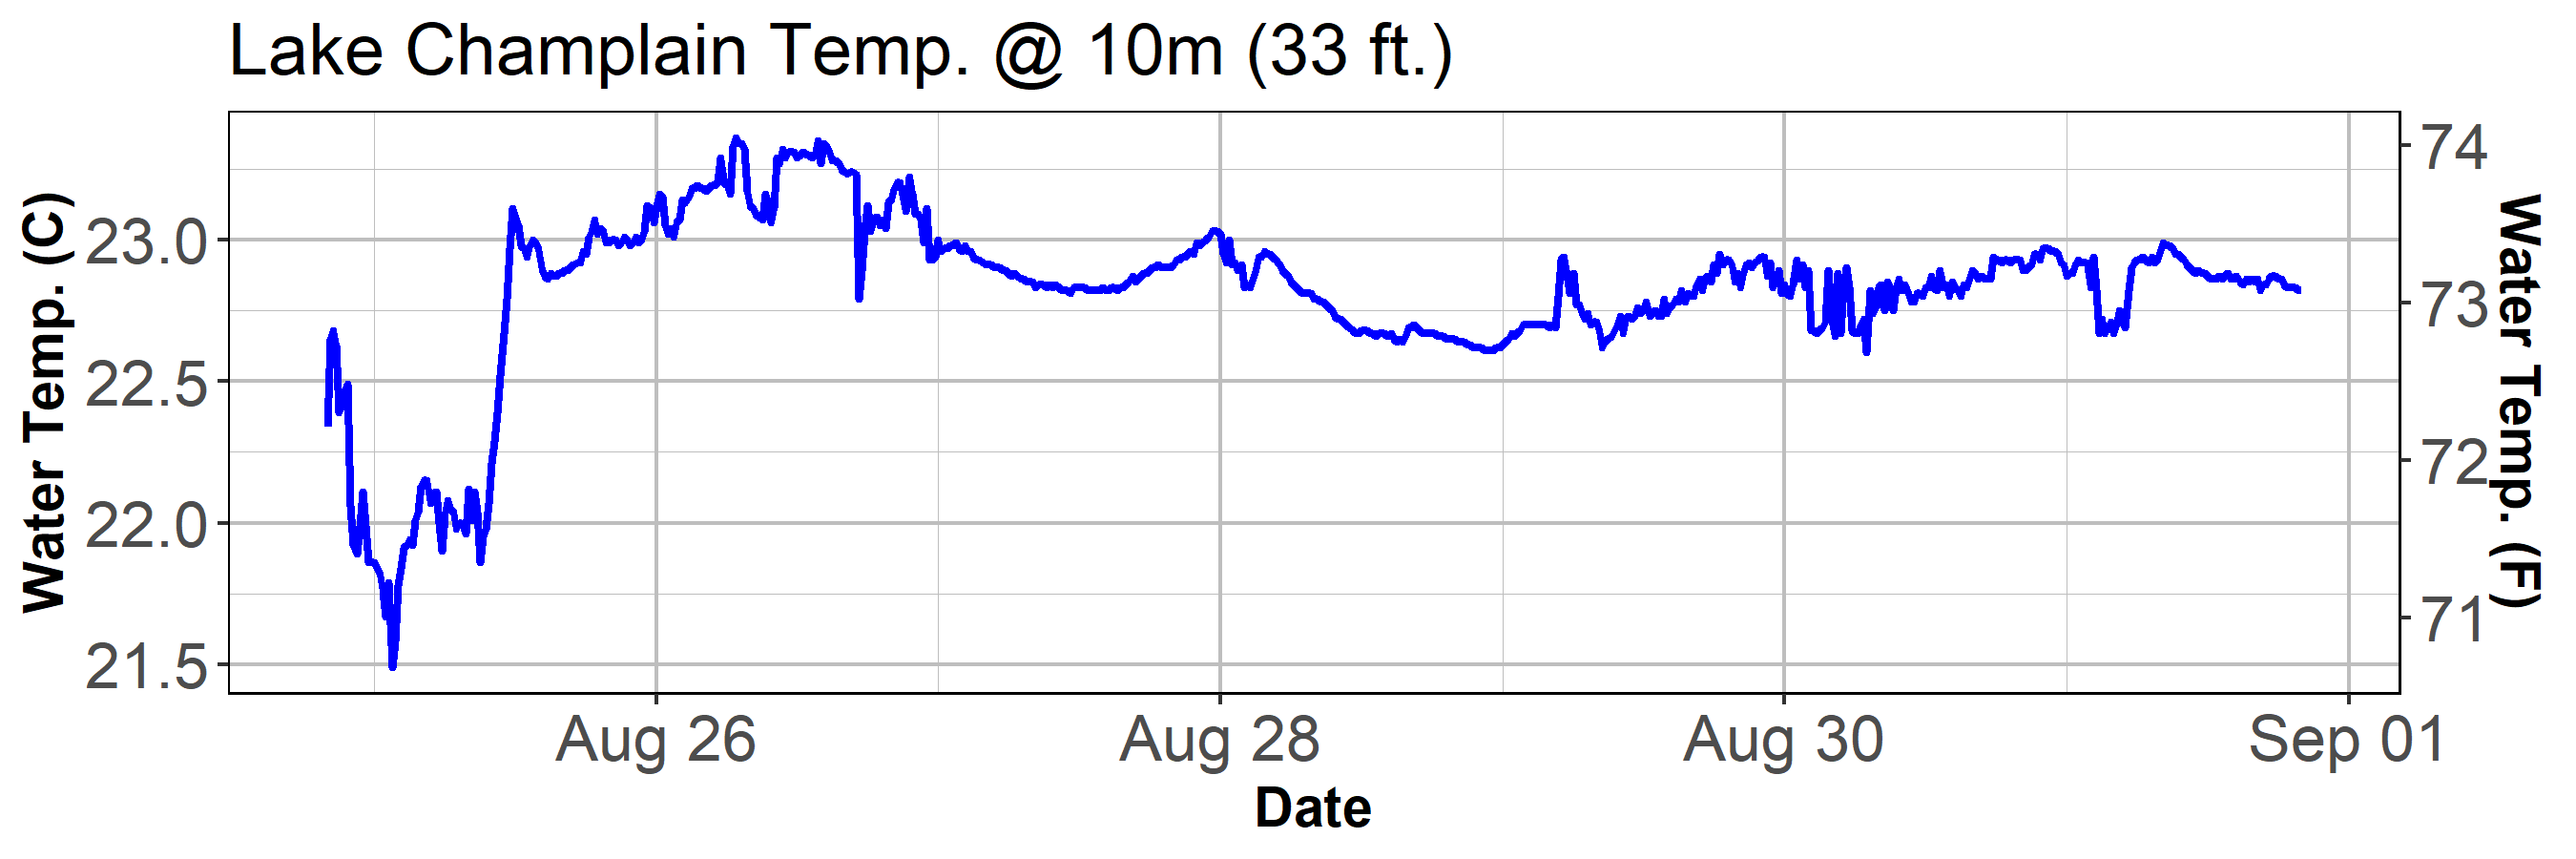 Lake Champlain Temp. @ 10m (33 ft.)
Water Temp. (C)
23.0
22.5
22.0
21.5
74
73
72
71
Water Temp. (F)
Aug 26 Aug 28 Aug 30 Sep 01
Date